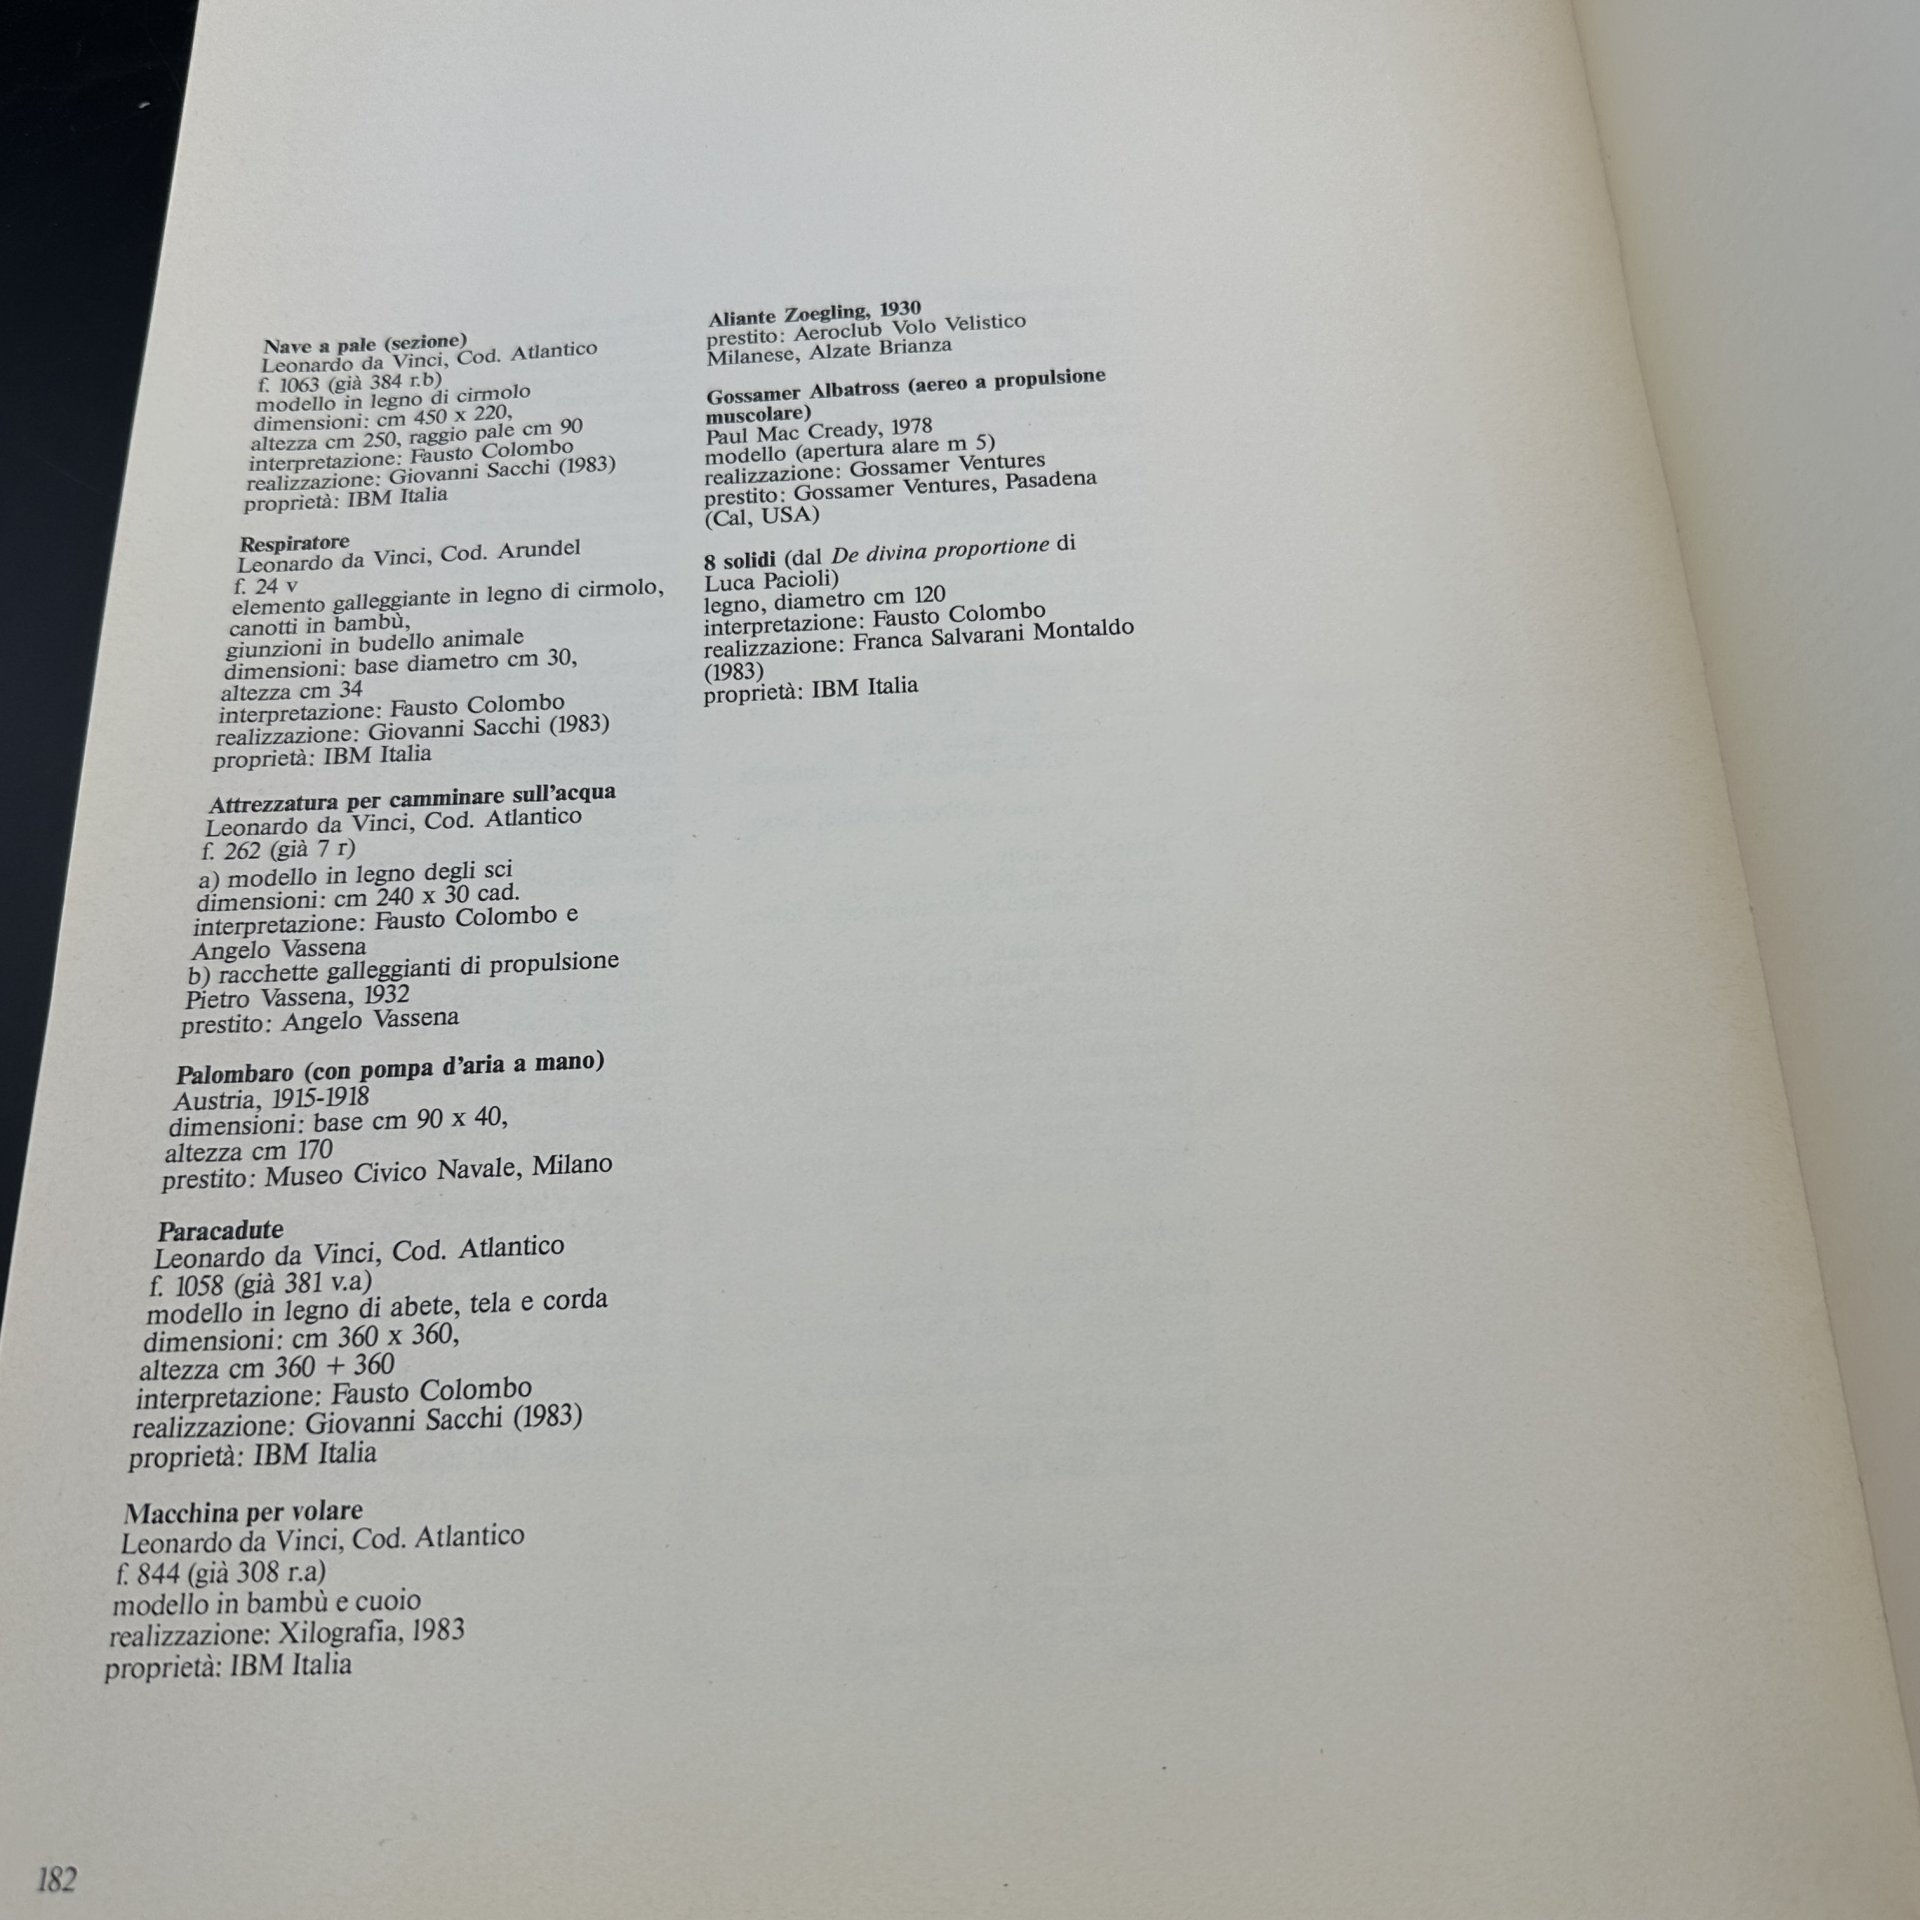 Nave a pale (sezione)
Leonardo da Vinci, Cod. Atlantico
f. 1063 (già 384 r.b)
modello in legno di cirmolo
dimensioni: cm 450 x 220,
altezza cm 250, raggio pale cm 90
interpretazione: Fausto Colombo
realizzazione: Giovanni Sacchi (1983)
proprietà: IBM Italia
Respiratore
Leonardo da Vinci, Cod. Arundel
f. 24 v
elemento galleggiante in legno di cirmolo,
canotti in bambù,
giunzioni in budello animale
dimensioni: base diametro cm 30,
altezza cm 34
interpretazione: Fausto Colombo
realizzazione: Giovanni Sacchi (1983)
proprietà: IBM Italia
Attrezzatura per camminare sull'acqua
Leonardo da Vinci, Cod. Atlantico
f. 262 (già 7 r)
a) modello in legno degli sci
dimensioni: cm 240 x 30 cad.
interpretazione: Fausto Colombo e
Angelo Vassena
b) racchette galleggianti di propulsione
Pietro Vassena, 1932
prestito: Angelo Vassena
Palombaro (con pompa d'aria a mano)
Austria, 1915-1918
dimensioni: base cm 90 x 40,
altezza cm 170
prestito: Museo Civico Navale, Milano
Paracadute
Leonardo da Vinci, Cod. Atlantico
f. 1058 (già 381 v.a)
modello in legno di abete, tela e corda
dimensioni: cm 360 x 360,
altezza cm 360 + 360
interpretazione: Fausto Colombo
realizzazione: Giovanni Sacchi (1983)
proprietà: IBM Italia
Macchina per volare
Leonardo da Vinci, Cod. Atlantico
f. 844 (già 308 r.a)
modello in bambù e cuoio
realizzazione: Xilografia, 1983
proprietà: IBM Italia
Aliante Zoegling, 1930
prestito: Aeroclub Volo Velistico
Milanese, Alzate Brianza
Gossamer Albatross (aereo a propulsione
muscolare)
Paul Mac Cready, 1978
modello (apertura alare m 5)
realizzazione: Gossamer Ventures
prestito: Gossamer Ventures, Pasadena
(Cal, USA)
8 solidi (dal De divina proportione di
Luca Pacioli)
legno, diametro cm 120
interpretazione: Fausto Colombo
realizzazione: Franca Salvarani Montaldo
(1983)
proprietà: IBM Italia
182